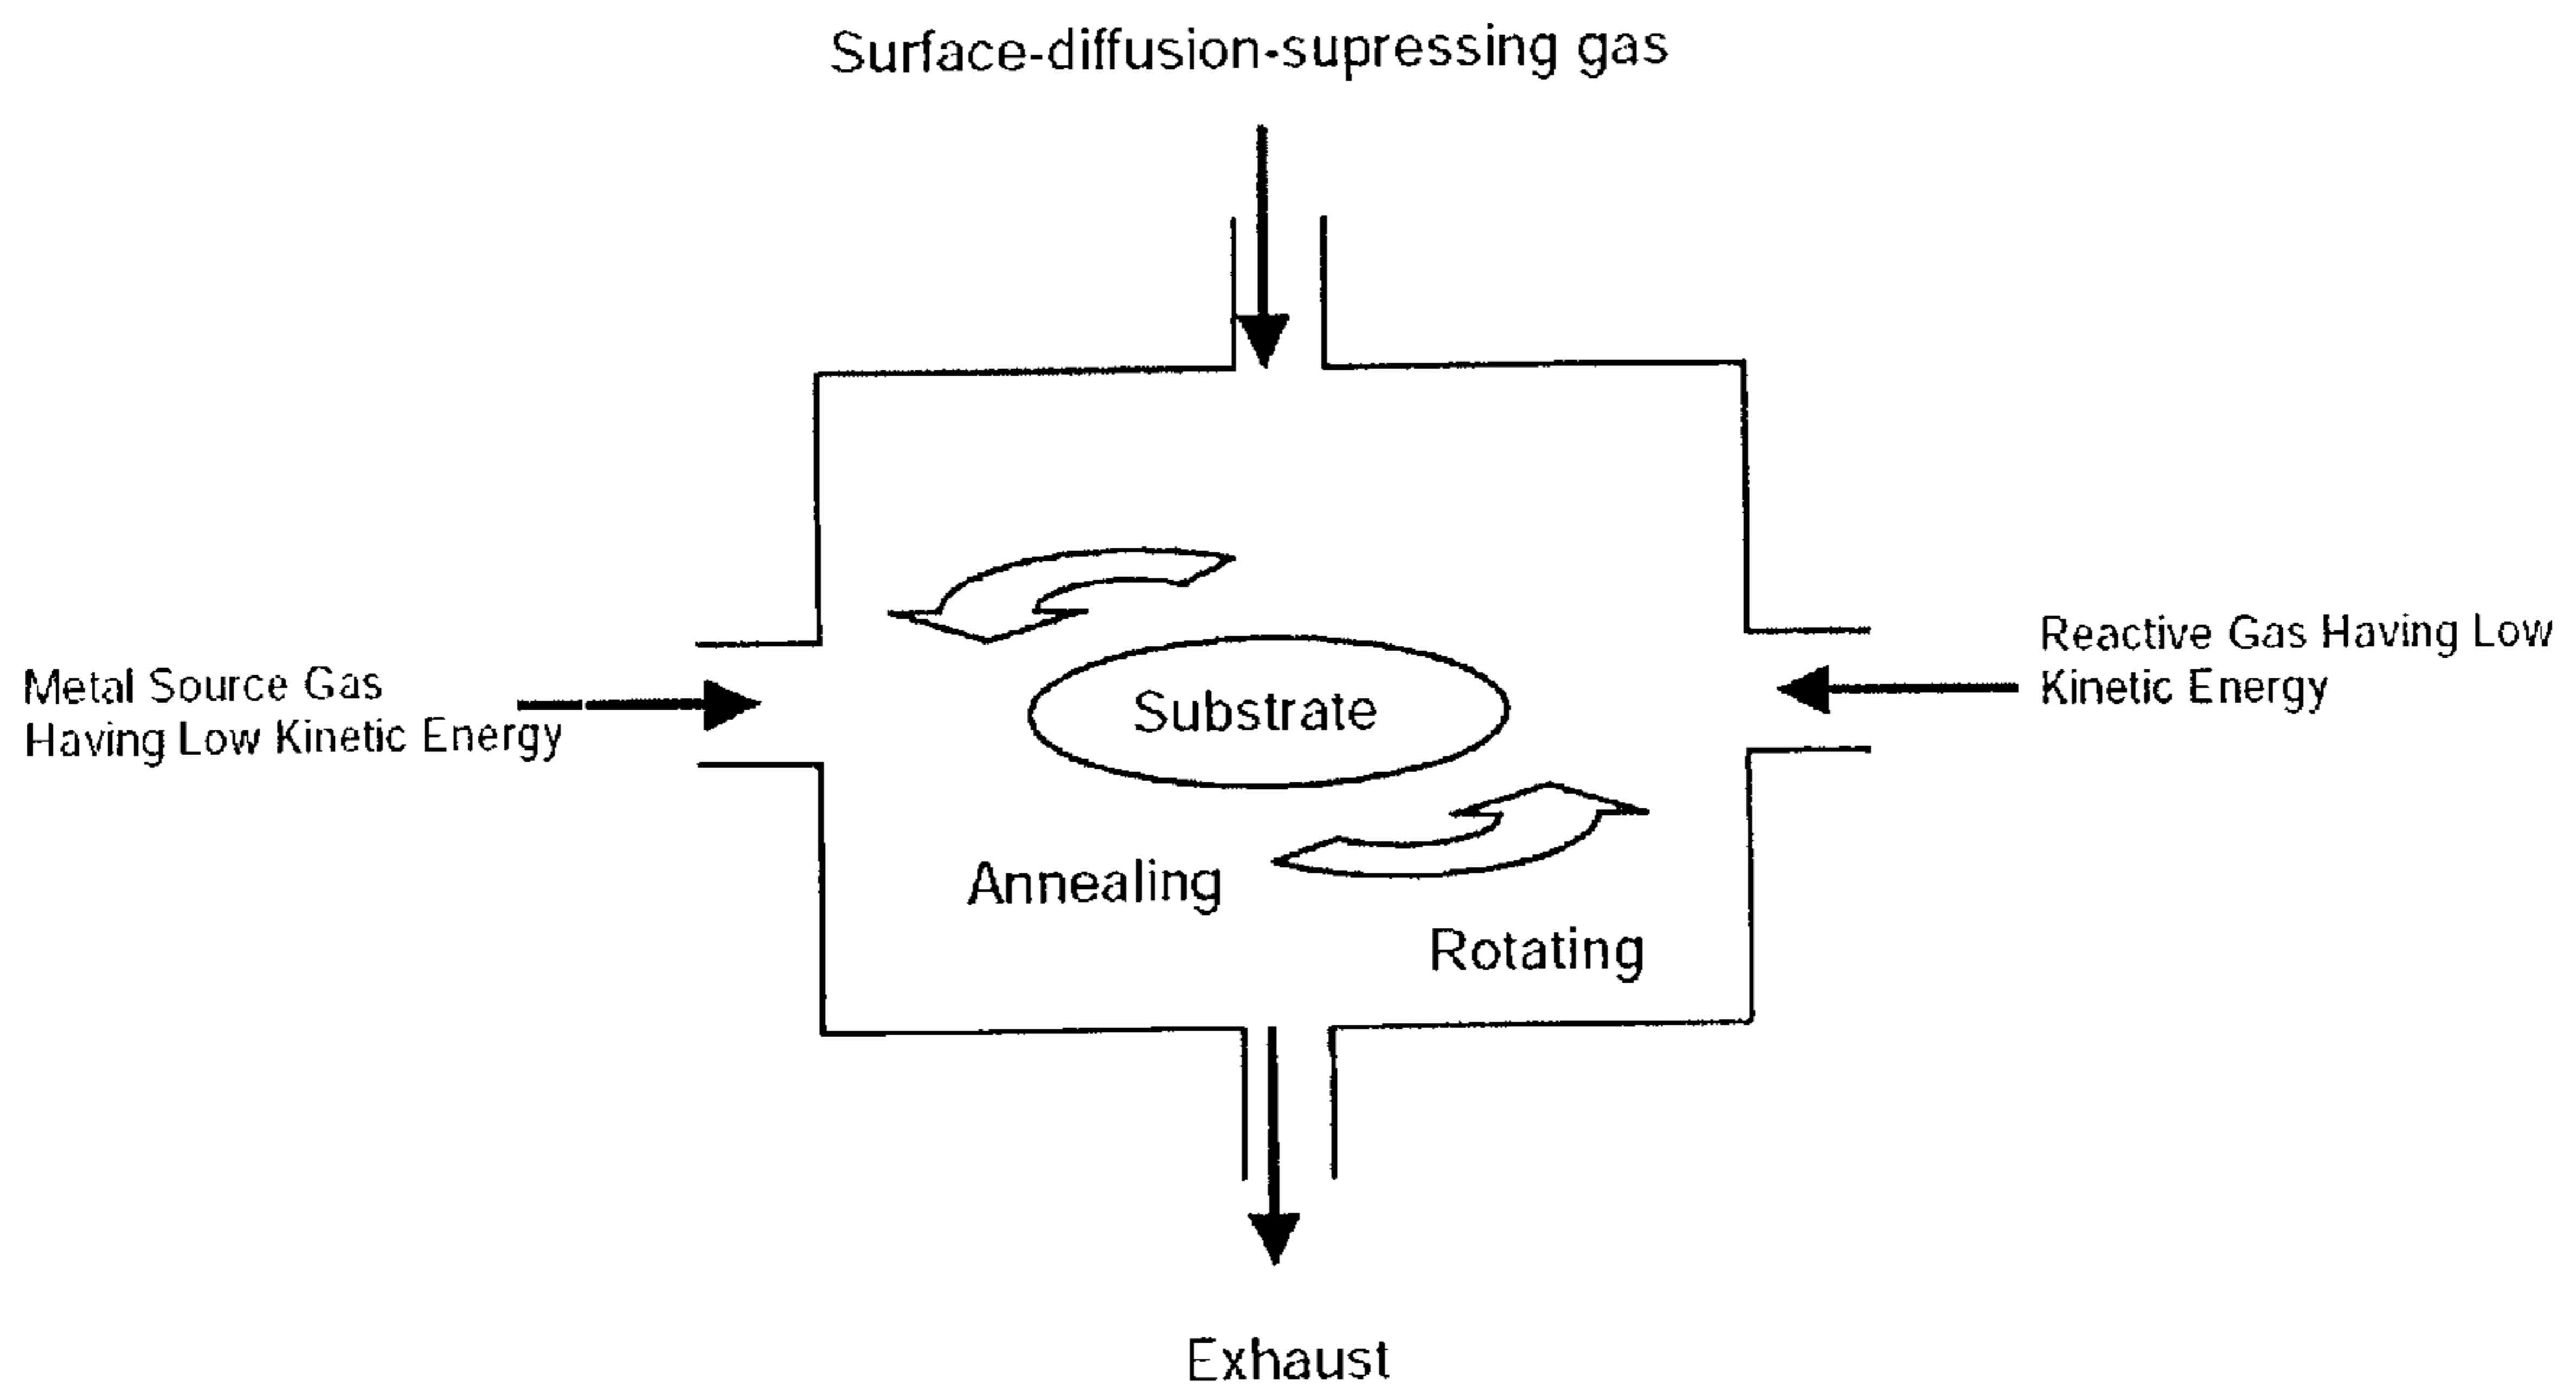 Surface-diffusion-supressing gas
Metal Source Gas
Having Low Kinetic Energy
Reactive Gas Having Low
Kinetic Energy
Substrate
Annealing
Rotating
Exhaust